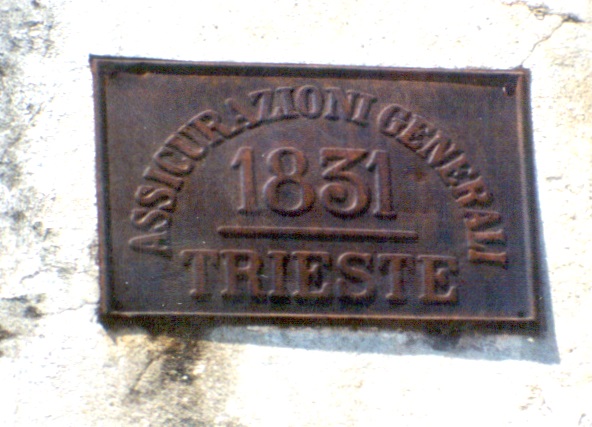 ASSICURAZIONI GENERALI
1831
TRIESTE